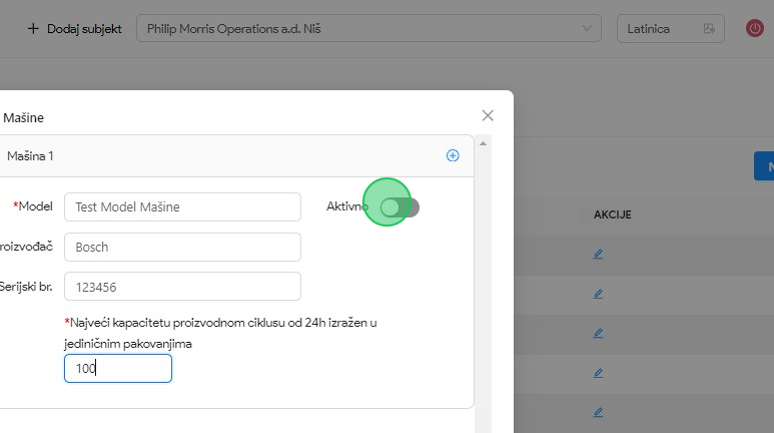 + Dodaj subjekt
Philip Morris Operations a.d. Niš
Latinica
Mašine
Mašina 1
*Model
Test Model Mašine
Aktivno
AKCIJE
roizvođač
Bosch
Serijski br.
123456
*Najveći kapacitetu proizvodnom ciklusu od 24h izražen u
jediničnim pakovanjima
100